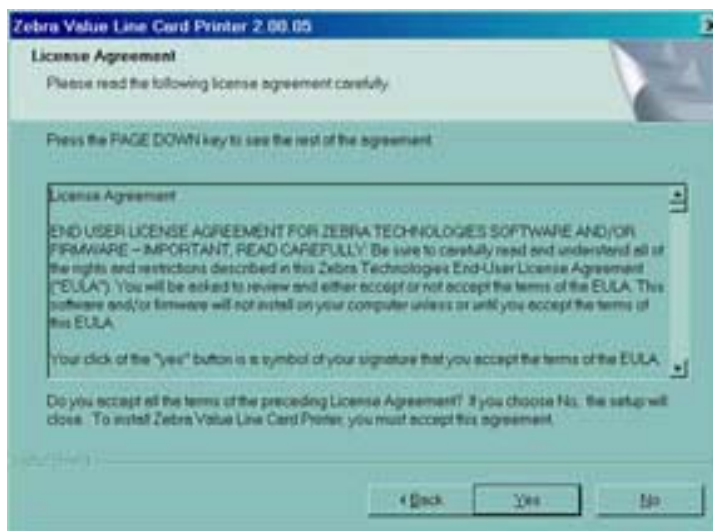 Zebra Value Line Card Printer 2.00.05
License Agreement
Please read the following license agreement carefully.
Press the PAGE DOWN key to see the rest of the agreement.
License Agreement
END USER LICENSE AGREEMENT FOR ZEBRA TECHNOLOGIES SOFTWARE AND/OR
FIRMWARE – IMPORTANT, READ CAREFULLY: Be sure to carefully read and understand all of
the rights and restrictions described in this Zebra Technologies End-User License Agreement
("EULA"). You will be asked to review and either accept or not accept the terms of the EULA. This
software and/or firmware will not install on your computer unless or until you accept the terms of
this EULA.
Your click of the "yes" button is a symbol of your signature that you accept the terms of the EULA.
Do you accept all the terms of the preceding License Agreement? If you choose No, the setup will
close. To install Zebra Value Line Card Printer, you must accept this agreement.
< Back
Yes
No